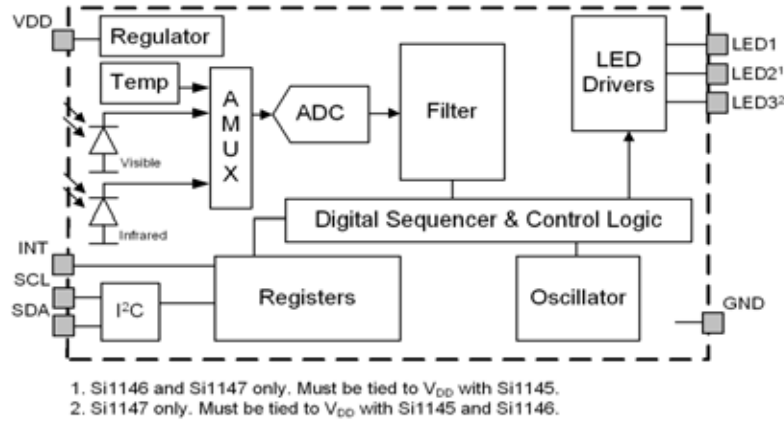 VDD
Regulator
LED Drivers
LED1
LED2¹
LED3²
Temp
AMUX
ADC
Filter
Visible
Infrared
Digital Sequencer & Control Logic
INT
SCL
SDA
I²C
Registers
Oscillator
GND
1. Si1146 and Si1147 only. Must be tied to VDD with Si1145.
2. Si1147 only. Must be tied to VDD with Si1145 and Si1146.